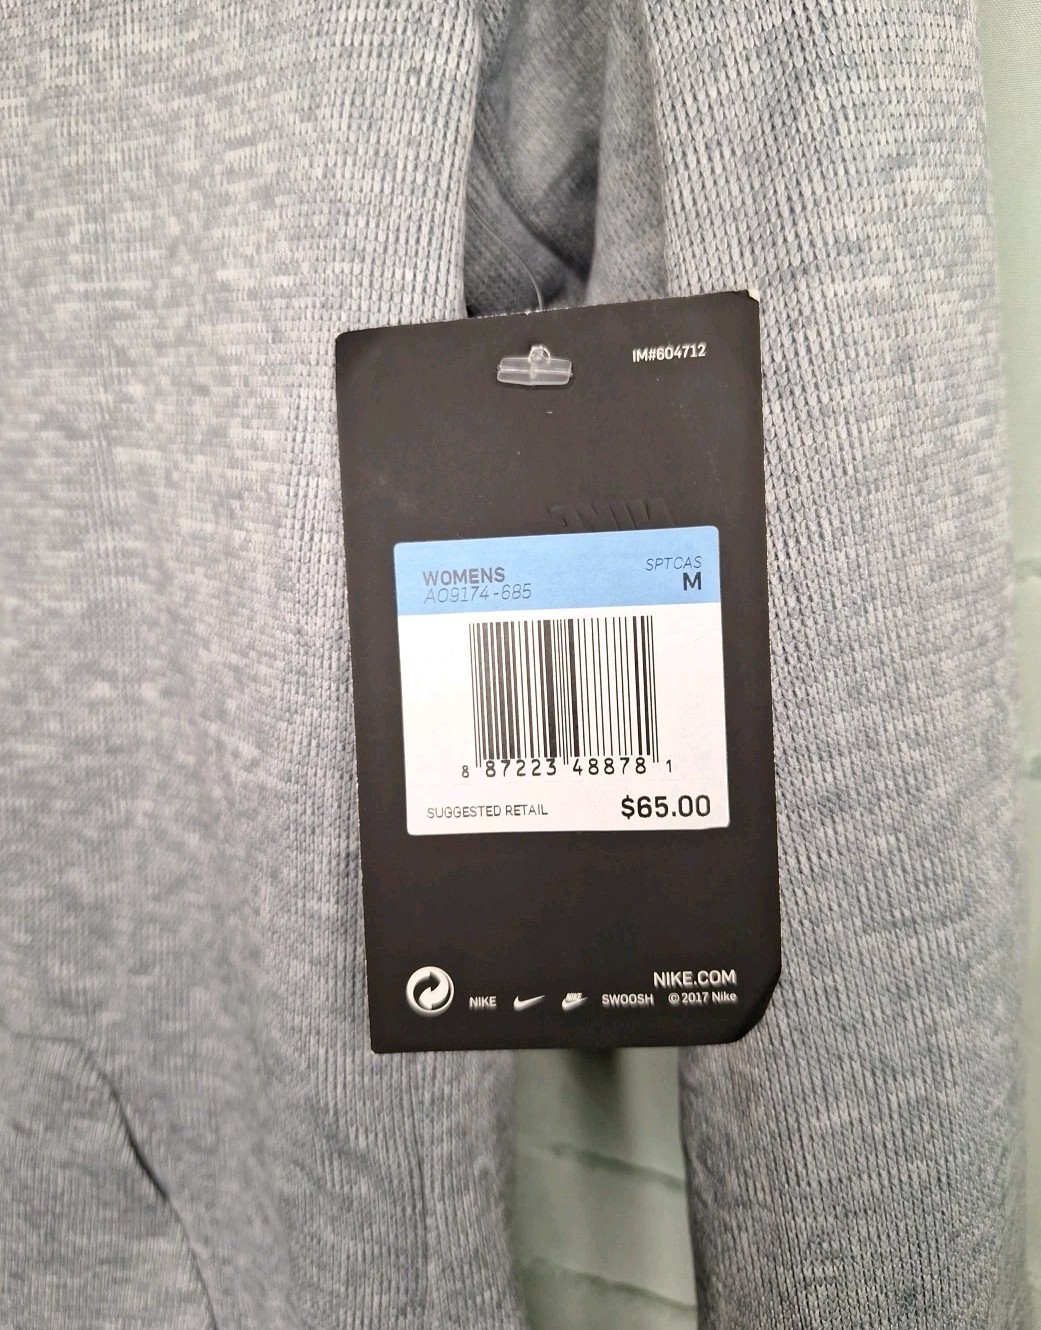 IM#604712
WOMENS
SPTCAS
AO9174-685
M
8 87223 48878 1
SUGGESTED RETAIL $65.00
NIKE.COM
NIKE
NIKE
SWOOSH
© 2017 Nike